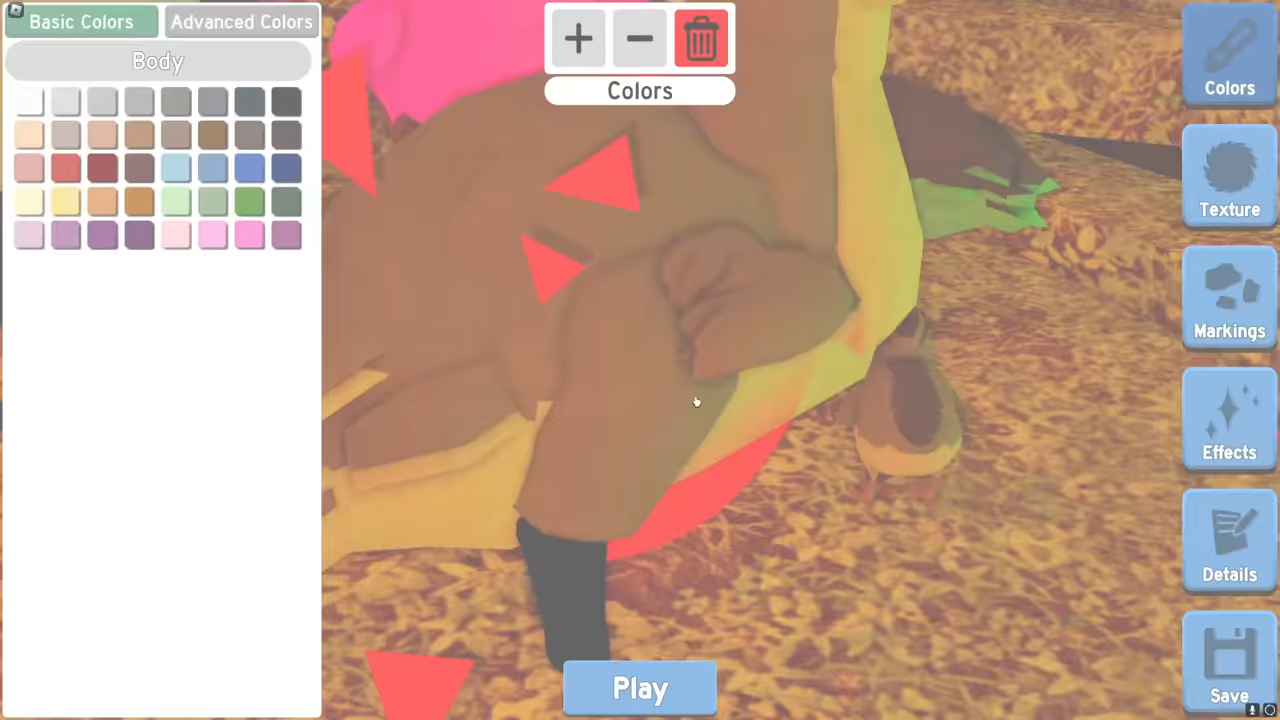 Basic Colors
Advanced Colors
Body
Colors
Colors
Texture
Markings
Effects
Details
Save
Play